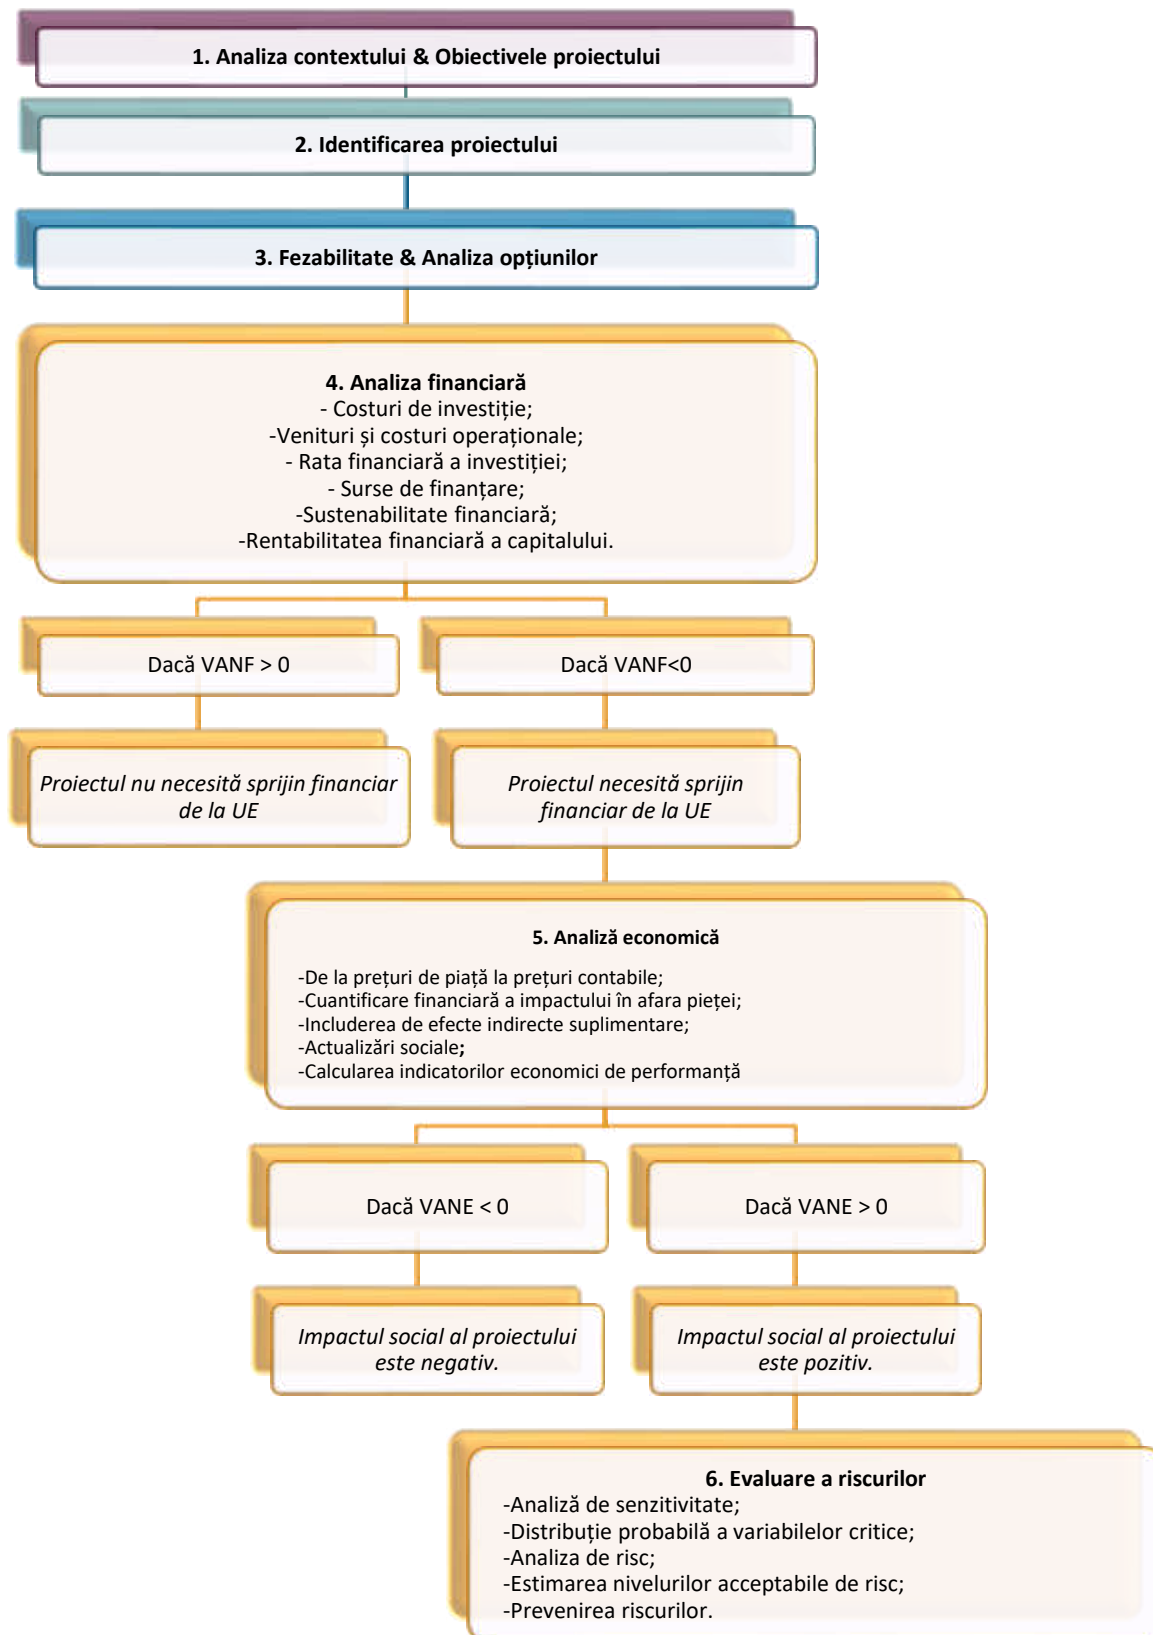 1. Analiza contextului & Obiectivele proiectului
2. Identificarea proiectului
3. Fezabilitate & Analiza opțiunilor
4. Analiza financiară
- Costuri de investiție;
-Venituri și costuri operaționale;
- Rata financiară a investiției;
- Surse de finanțare;
-Sustenabilitate financiară;
-Rentabilitatea financiară a capitalului.
Dacă VANF > 0
Dacă VANF<0
Proiectul nu necesită sprijin financiar
de la UE
Proiectul necesită sprijin
financiar de la UE
5. Analiză economică
-De la prețuri de piață la prețuri contabile;
-Cuantificare financiară a impactului în afara pieței;
-Includerea de efecte indirecte suplimentare;
-Actualizări sociale;
-Calcularea indicatorilor economici de performanță
Dacă VANE < 0
Dacă VANE > 0
Impactul social al proiectului
este negativ.
Impactul social al proiectului
este pozitiv.
6. Evaluare a riscurilor
-Analiză de senzitivitate;
-Distribuție probabilă a variabilelor critice;
-Analiza de risc;
-Estimarea nivelurilor acceptabile de risc;
-Prevenirea riscurilor.